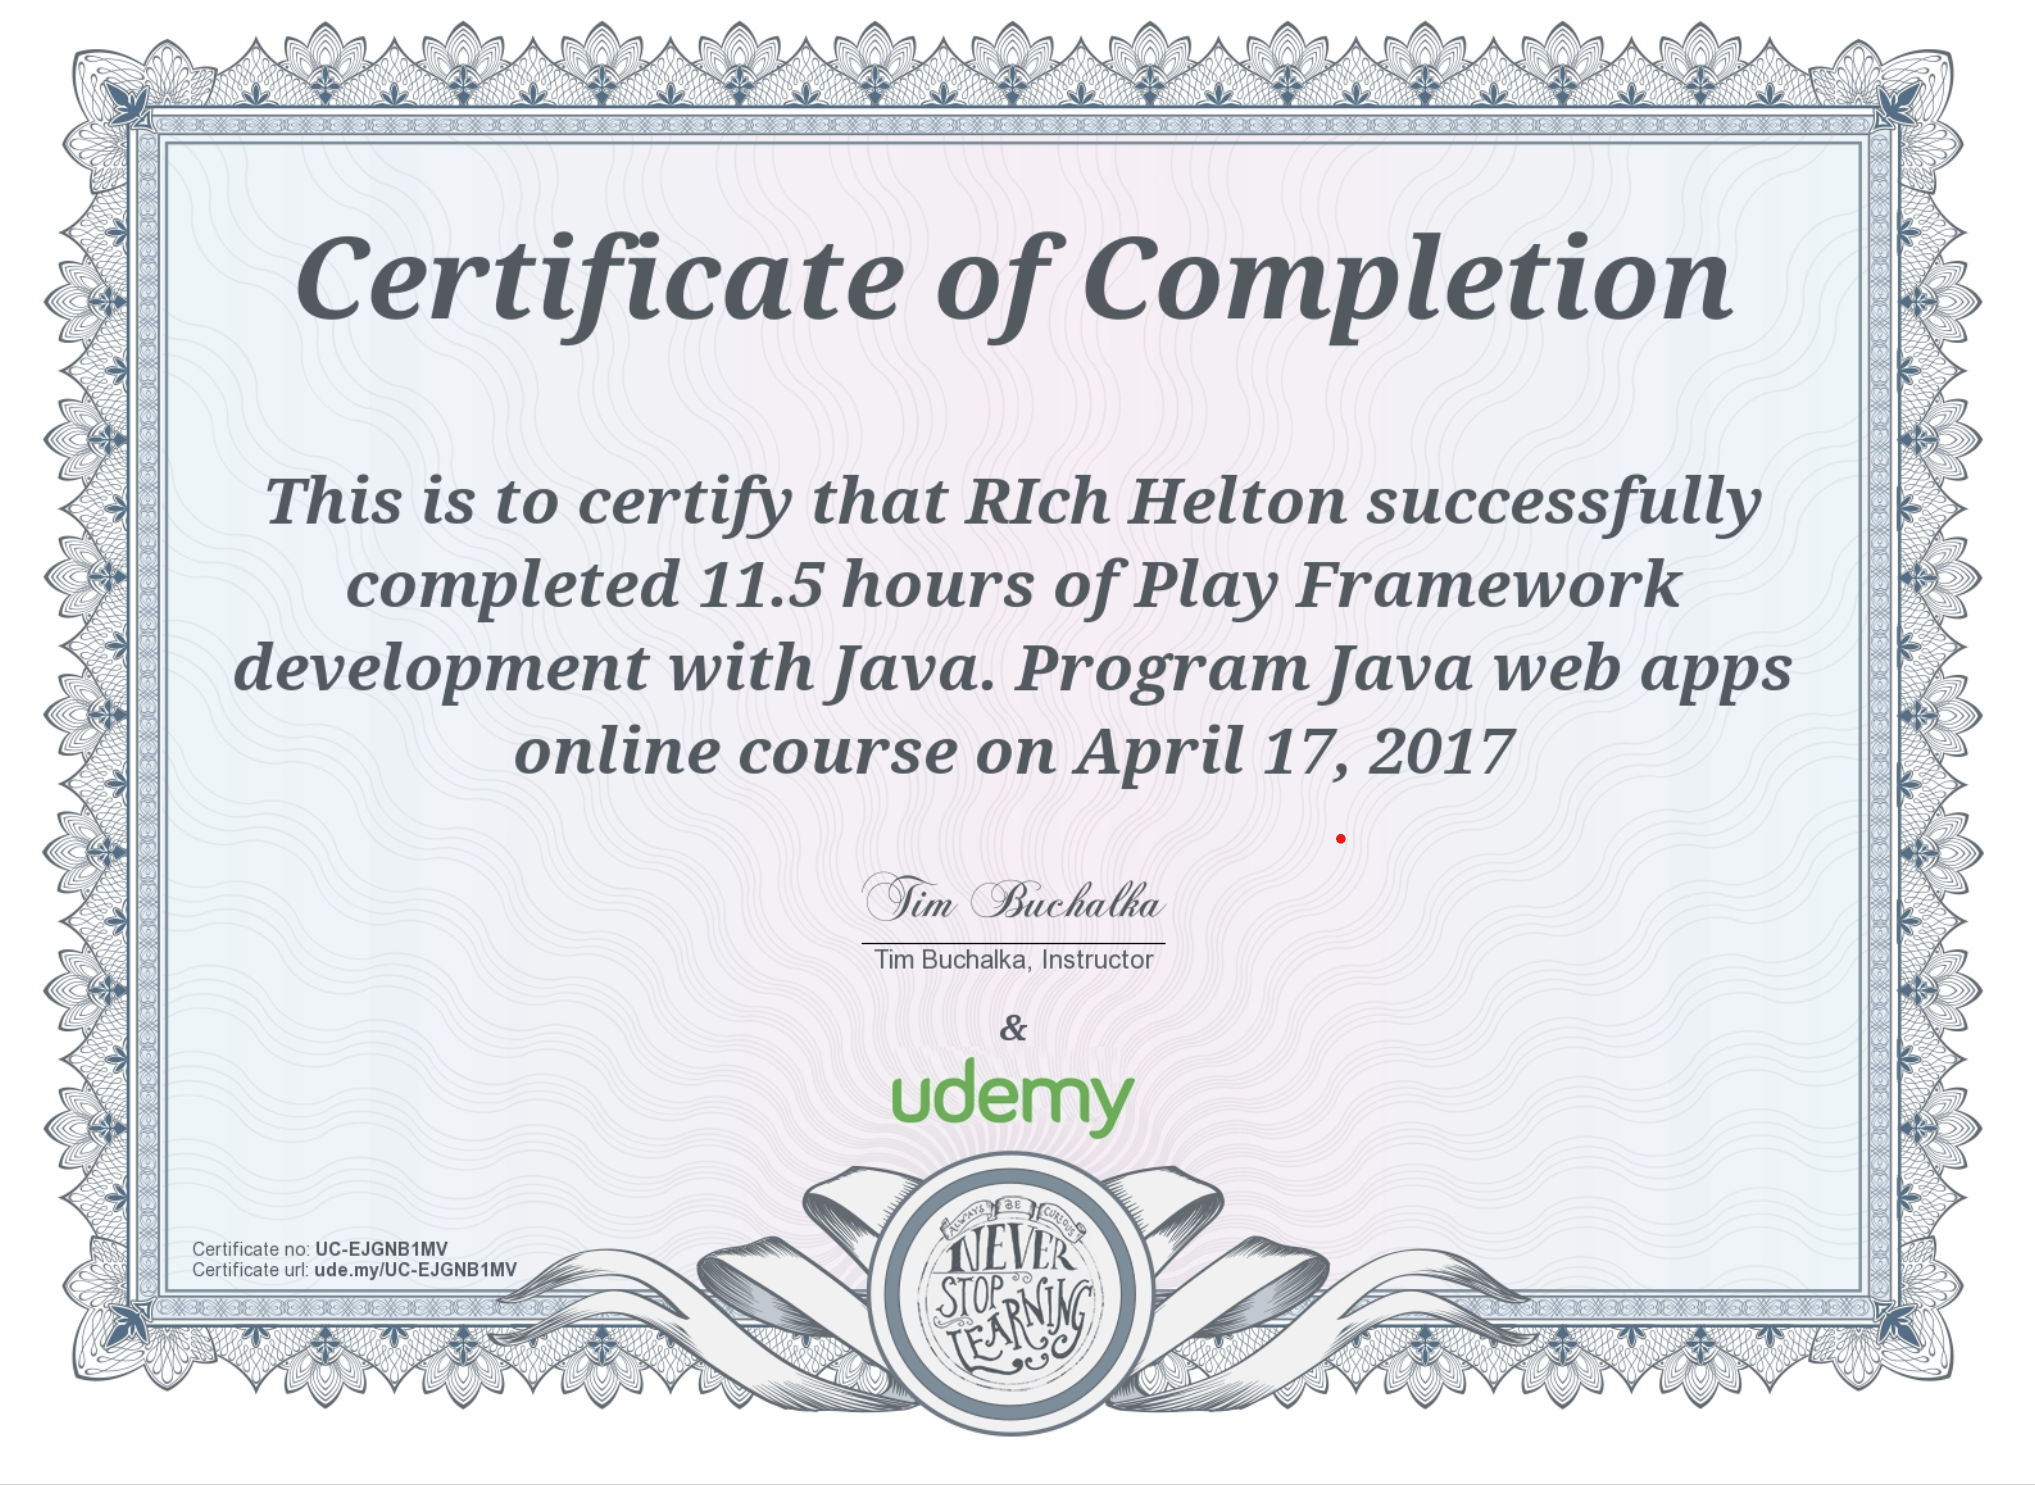 Certificate of Completion
This is to certify that RIch Helton successfully
completed 11.5 hours of Play Framework
development with Java. Program Java web apps
online course on April 17, 2017
Tim Buchalka
Tim Buchalka, Instructor
&
udemy
Certificate no: UC-EJGNB1MV
Certificate url: ude.my/UC-EJGNB1MV
ALWAYS BE CURIOUS
NEVER
STOP
LEARNING